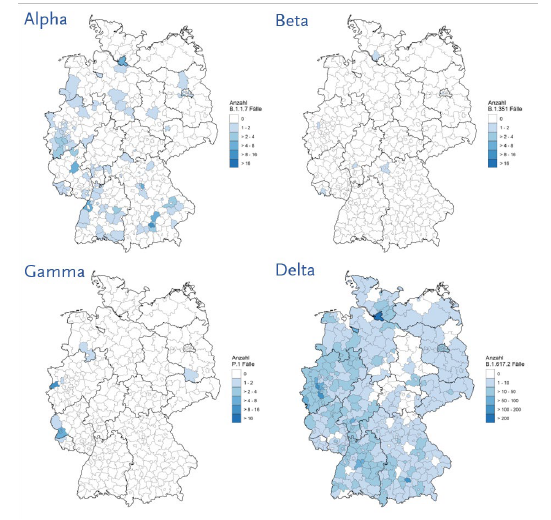 Alpha
Anzahl
B.1.1.7 Fälle
0
1 - 2
> 2 - 4
> 4 - 8
> 8 - 16
> 16
Beta
Anzahl
B.1.351 Fälle
0
1 - 2
> 2 - 4
> 4 - 8
> 8 - 16
> 16
Gamma
Anzahl
P.1 Fälle
0
1 - 2
> 2 - 4
> 4 - 8
> 8 - 16
> 16
Delta
Anzahl
B.1.617.2 Fälle
0
1 - 10
> 10 - 50
> 50 - 100
> 100 - 200
> 200